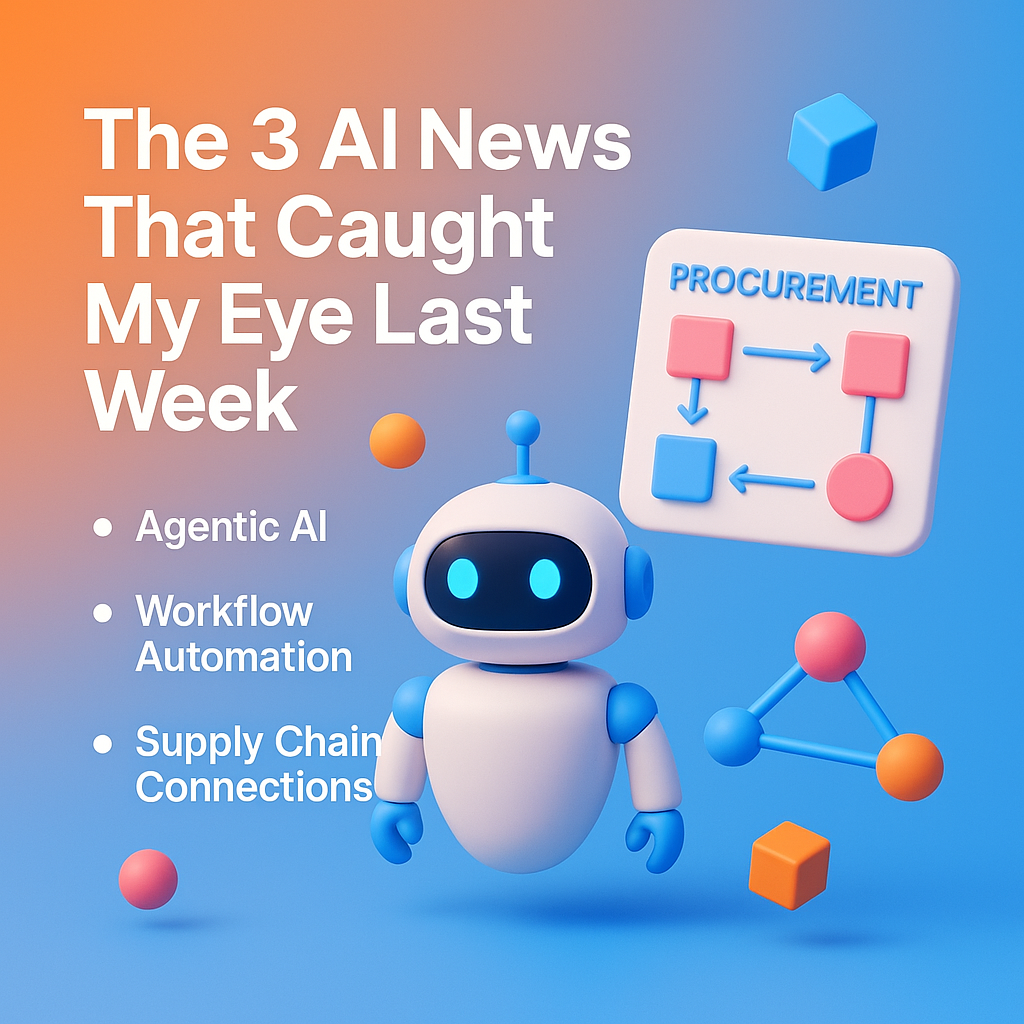 The 3 AI News
That Caught
My Eye Last
Week
• Agentic AI
• Workflow
Automation
• Supply Chain
Connections
PROCUREMENT